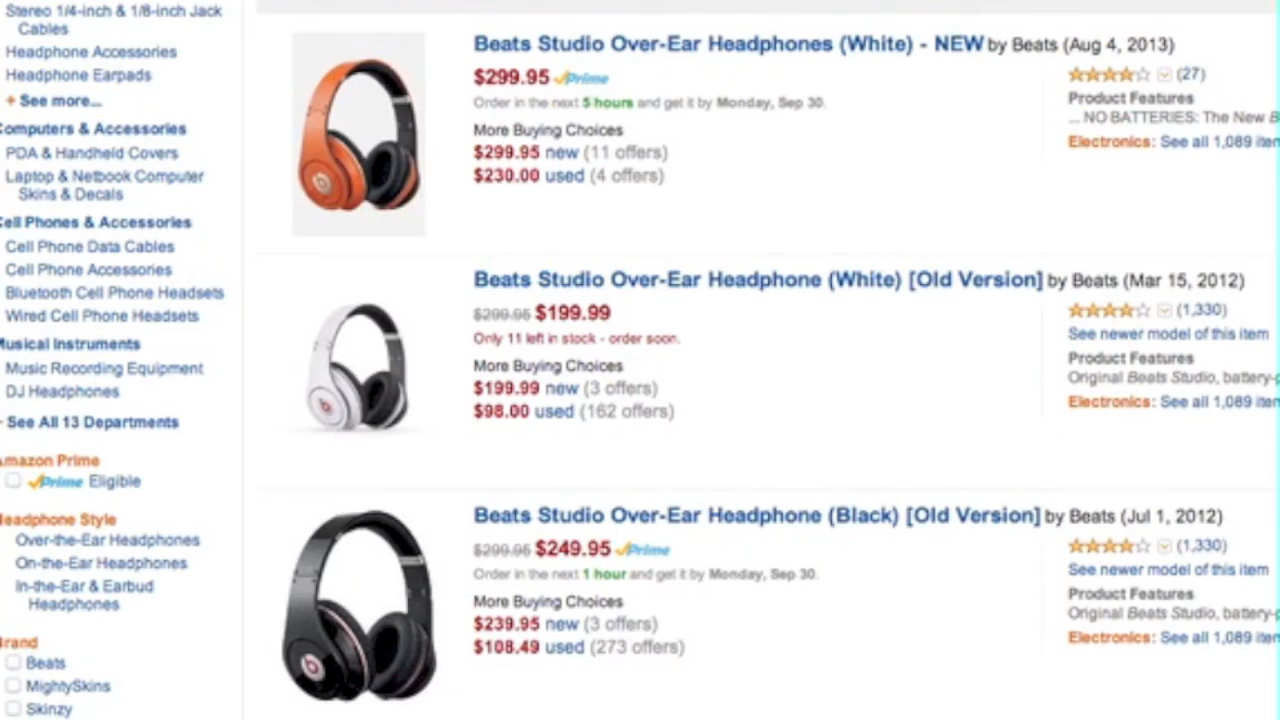 Stereo 1/4-inch & 1/8-inch Jack
Cables
Headphone Accessories
Headphone Earpads
+ See more...
Computers & Accessories
PDA & Handheld Covers
Laptop & Netbook Computer
Skins & Decals
Cell Phones & Accessories
Cell Phone Data Cables
Cell Phone Accessories
Bluetooth Cell Phone Headsets
Wired Cell Phone Headsets
Musical Instruments
Music Recording Equipment
DJ Headphones
See All 13 Departments
Amazon Prime
Prime Eligible
Headphone Style
Over-the-Ear Headphones
On-the-Ear Headphones
In-the-Ear & Earbud
Headphones
Brand
Beats
MightySkins
Skinzy
Beats Studio Over-Ear Headphones (White) - NEW by Beats (Aug 4, 2013)
$299.95 Prime
Order in the next 5 hours and get it by Monday, Sep 30.
More Buying Choices
$299.95 new (11 offers)
$230.00 used (4 offers)
(27)
Product Features
... NO BATTERIES: The New B
Electronics: See all 1,089 item
Beats Studio Over-Ear Headphone (White) [Old Version] by Beats (Mar 15, 2012)
$299.95 $199.99
Only 11 left in stock - order soon.
More Buying Choices
$199.99 new (3 offers)
$98.00 used (162 offers)
(1,330)
See newer model of this item
Product Features
Original Beats Studio, battery-p
Electronics: See all 1,089 item
Beats Studio Over-Ear Headphone (Black) [Old Version] by Beats (Jul 1, 2012)
$299.95 $249.95 Prime
Order in the next 1 hour and get it by Monday, Sep 30.
More Buying Choices
$239.95 new (3 offers)
$108.49 used (273 offers)
(1,330)
See newer model of this item
Product Features
Original Beats Studio, battery-p
Electronics: See all 1,089 item